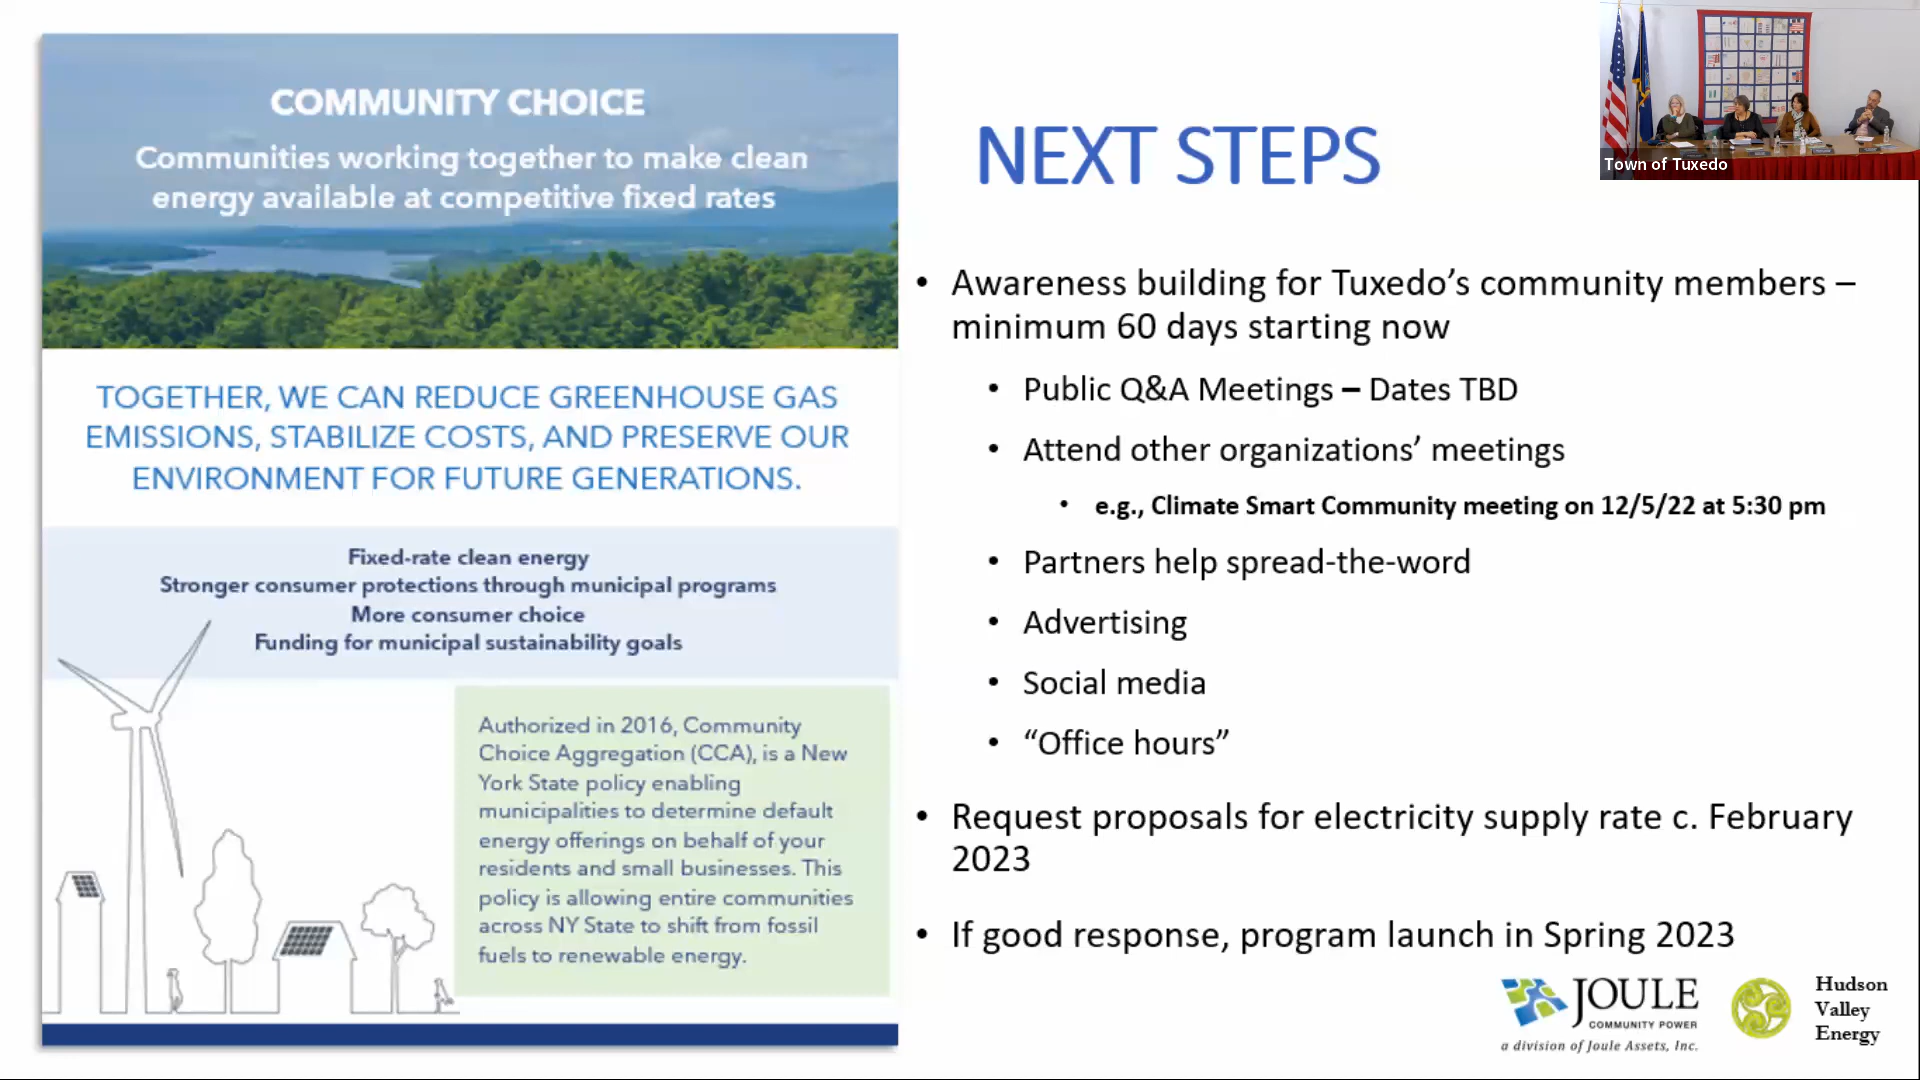 COMMUNITY CHOICE
Communities working together to make clean
energy available at competitive fixed rates
TOGETHER, WE CAN REDUCE GREENHOUSE GAS
EMISSIONS, STABILIZE COSTS, AND PRESERVE OUR
ENVIRONMENT FOR FUTURE GENERATIONS.
Fixed-rate clean energy
Stronger consumer protections through municipal programs
More consumer choice
Funding for municipal sustainability goals
Authorized in 2016, Community
Choice Aggregation (CCA), is a New
York State policy enabling
municipalities to determine default
energy offerings on behalf of your
residents and small businesses. This
policy is allowing entire communities
across NY State to shift from fossil
fuels to renewable energy.
NEXT STEPS
• Awareness building for Tuxedo’s community members –
minimum 60 days starting now
• Public Q&A Meetings – Dates TBD
• Attend other organizations’ meetings
• e.g., Climate Smart Community meeting on 12/5/22 at 5:30 pm
• Partners help spread-the-word
• Advertising
• Social media
• “Office hours”
• Request proposals for electricity supply rate c. February
2023
• If good response, program launch in Spring 2023
JOULE
COMMUNITY POWER
a division of Joule Assets, Inc.
Hudson
Valley
Energy
Town of Tuxedo